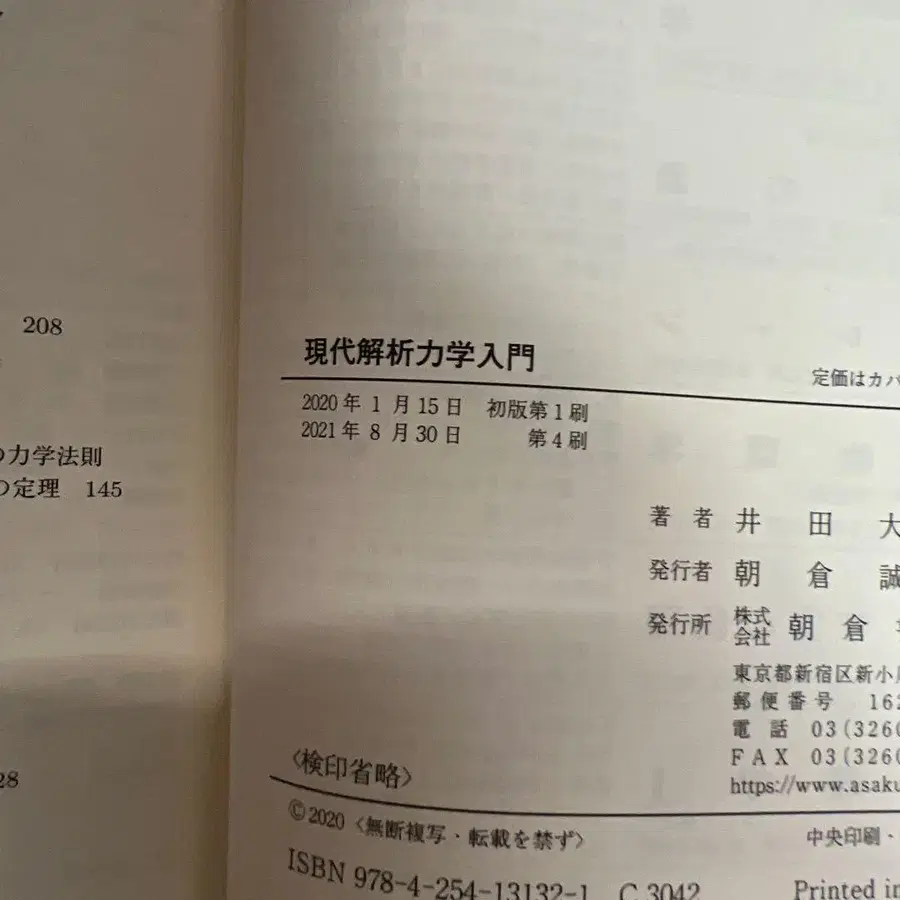 208
力学法則
の定理 145
28
現代解析力学入門
定価はカバ
2020年 1 月15日 初版第1刷
2021年 8 月30日 第4刷
著者 井田大
発行者 朝倉誠
発行所 株式会社 朝倉
東京都新宿区新小川
郵便番号 162
電話 03(3260
FAX 03(3260
https://www.asaku
〈検印省略〉
©2020〈無断複写・転載を禁ず〉
中央印刷・
ISBN 978-4-254-13132-1 C 3042
Printed in